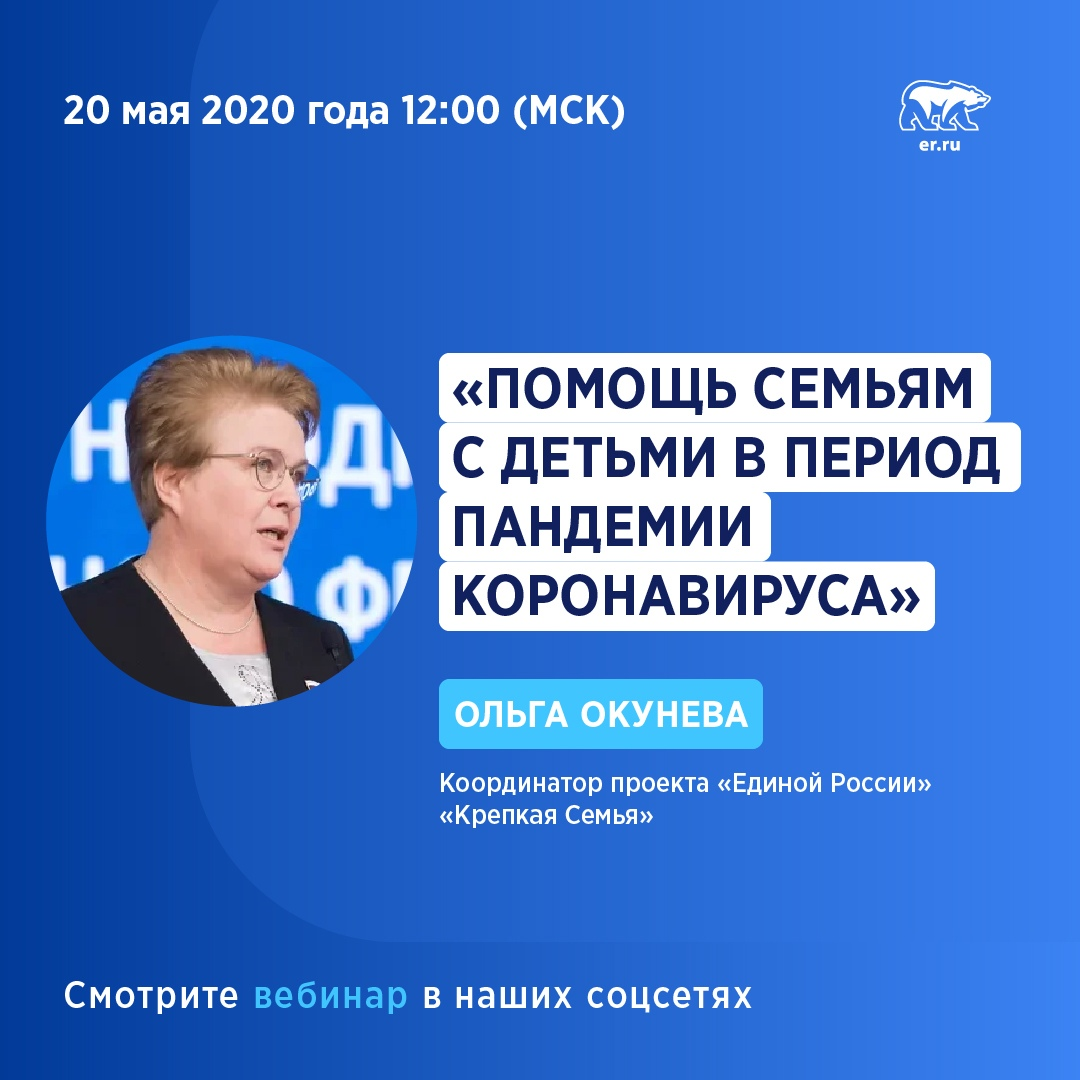 20 мая 2020 года 12:00 (МСК)
er.ru
«ПОМОЩЬ СЕМЬЯМ
С ДЕТЬМИ В ПЕРИОД
ПАНДЕМИИ
КОРОНАВИРУСА»
ОЛЬГА ОКУНЕВА
Координатор проекта «Единой России»
«Крепкая Семья»
Смотрите вебинар в наших соцсетях